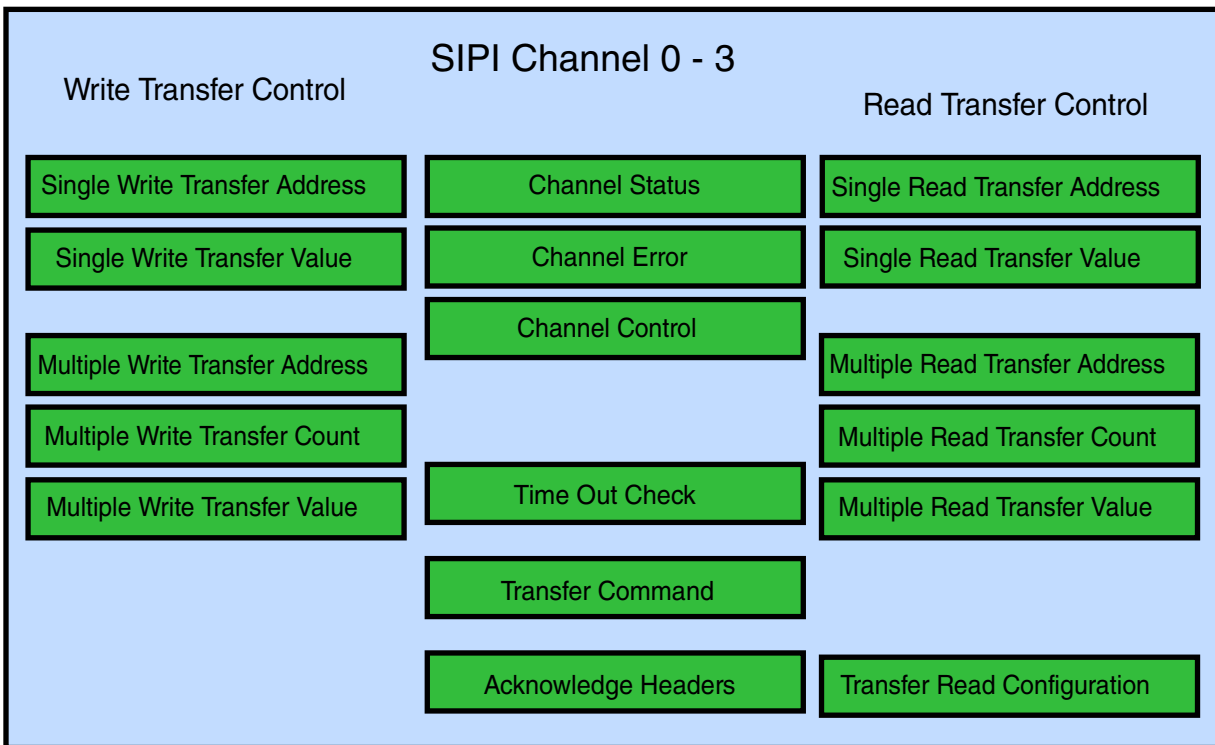 SIPI Channel 0 - 3
Write Transfer Control
Read Transfer Control
Single Write Transfer Address
Channel Status
Single Read Transfer Address
Single Write Transfer Value
Channel Error
Single Read Transfer Value
Channel Control
Multiple Write Transfer Address
Multiple Read Transfer Address
Multiple Write Transfer Count
Multiple Read Transfer Count
Time Out Check
Multiple Write Transfer Value
Multiple Read Transfer Value
Transfer Command
Acknowledge Headers
Transfer Read Configuration